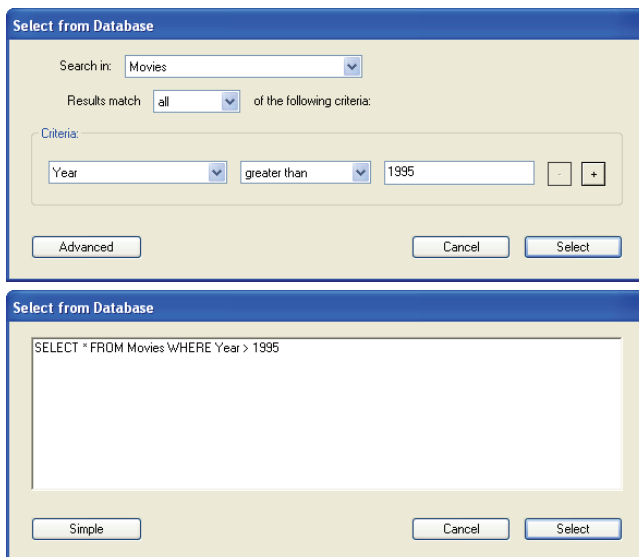 Select from Database
Search in: Movies
Results match all of the following criteria:
Criteria:
Year greater than 1995 - +
Advanced Cancel Select
Select from Database
SELECT * FROM Movies WHERE Year > 1995
Simple Cancel Select